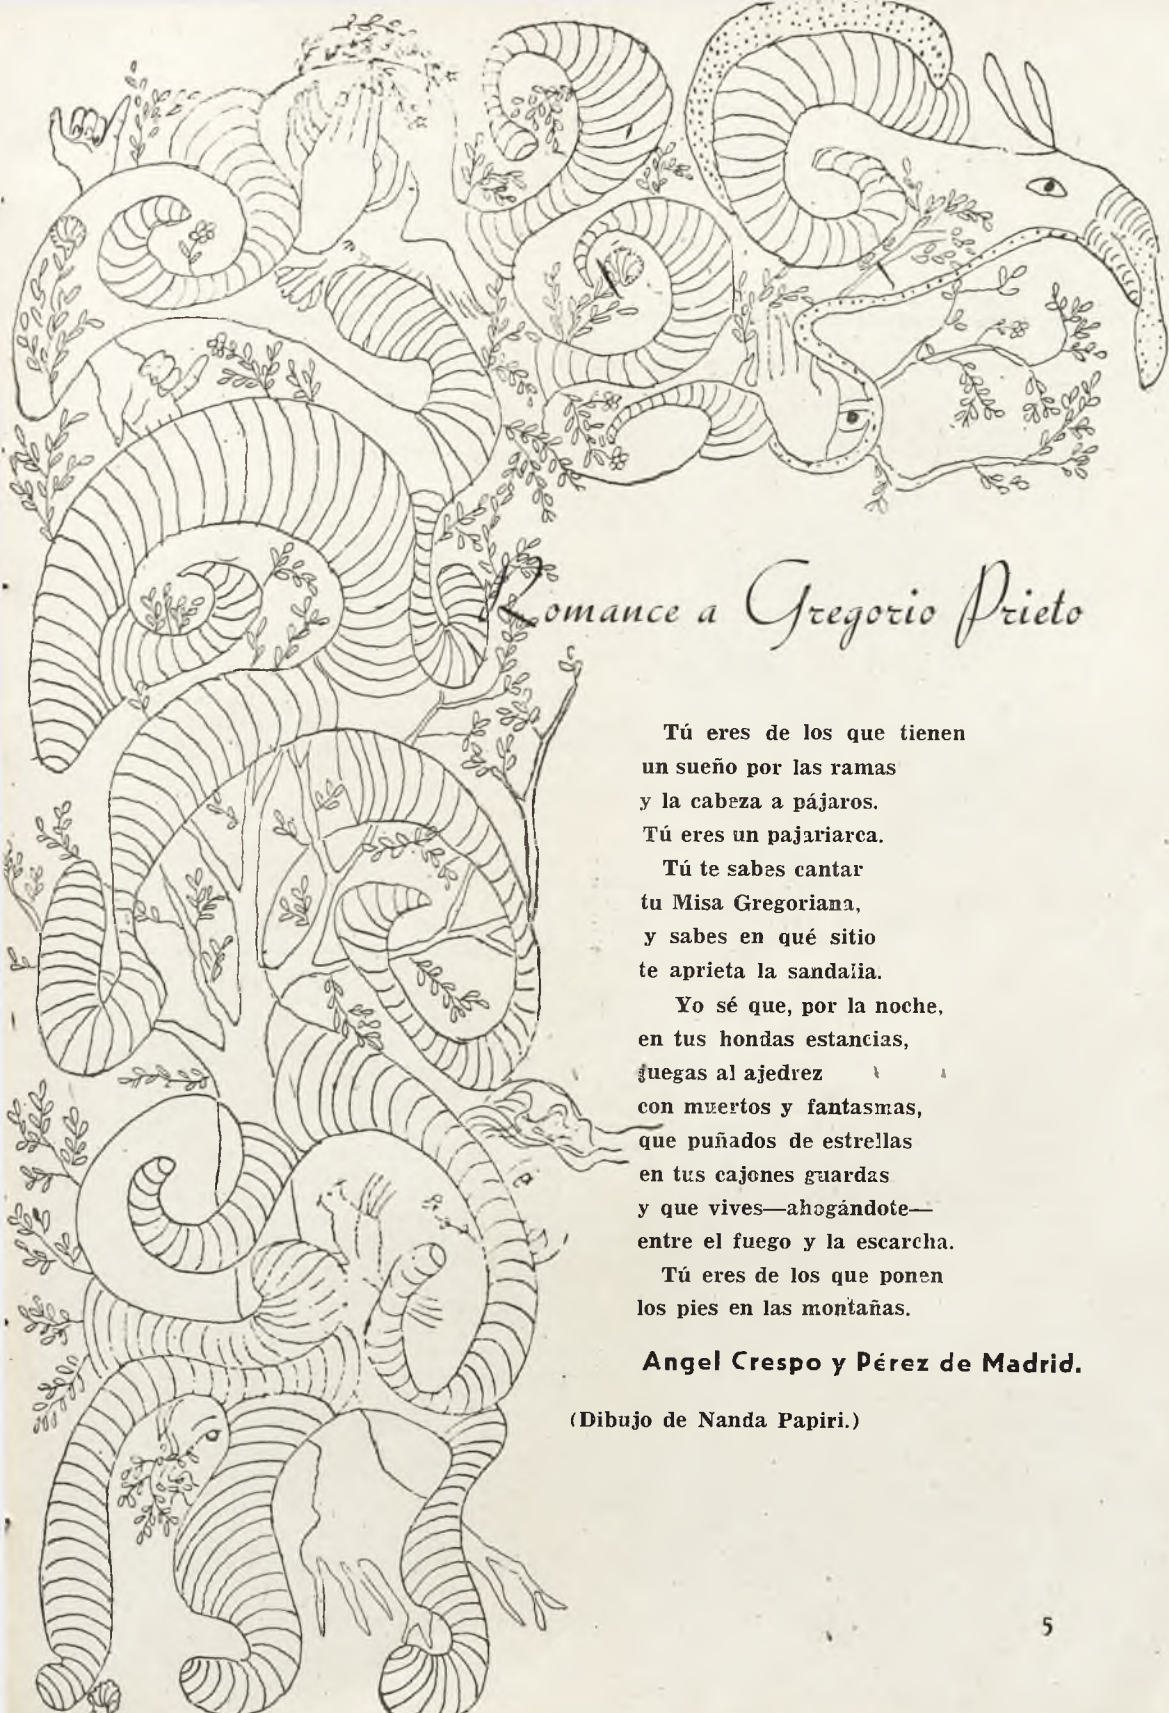 Romance a Gregorio Prieto
Tú eres de los que tienen
un sueño por las ramas
y la cabeza a pájaros.
Tú eres un pajariarca.
Tú te sabes cantar
tu Misa Gregoriana,
y sabes en qué sitio
te aprieta la sandalia.
Yo sé que, por la noche,
en tus hondas estancias,
juegas al ajedrez
con muertos y fantasmas,
que puñados de estrellas
en tus cajones guardas
y que vives—ahogándote—
entre el fuego y la escarcha.
Tú eres de los que ponen
los pies en las montañas.
Angel Crespo y Pérez de Madrid.
(Dibujo de Nanda Papiri.)
5